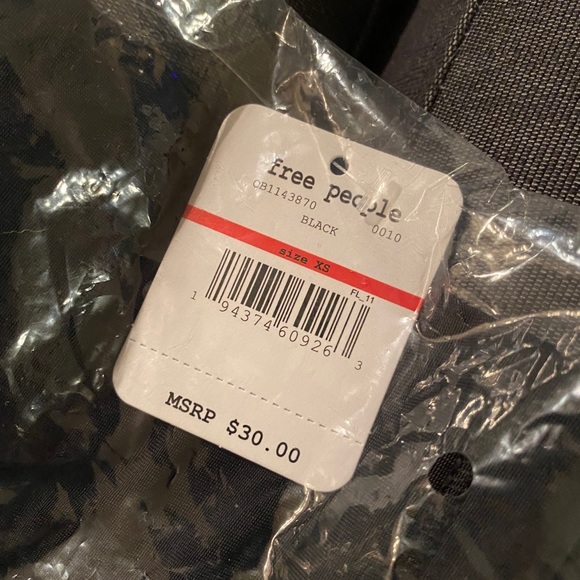 free people
OB1143870 0010
BLACK
size XS
FL_11
1 94374 60926 3
MSRP $30.00